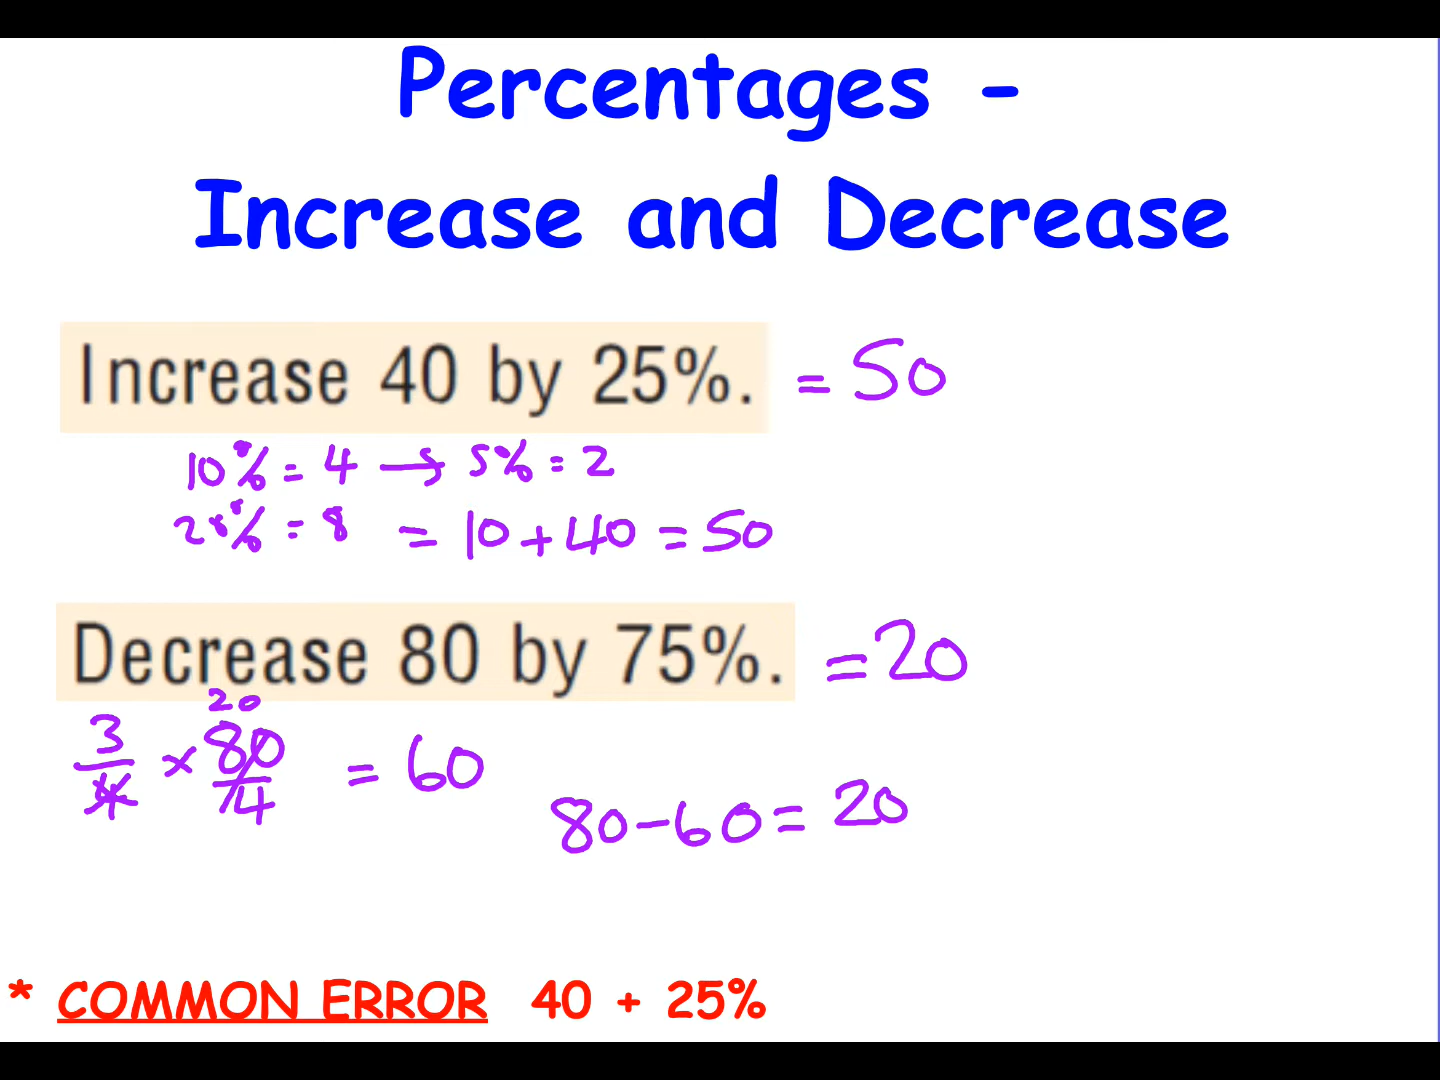 Percentages -
Increase and Decrease
Increase 40 by 25%. = 50
10% = 4 → 5% = 2
20% = 8 = 10 + 40 = 50
Decrease 80 by 75%. = 20
20
3/4 × 80/4 = 60
80 - 60 = 20
* COMMON ERROR 40 + 25%